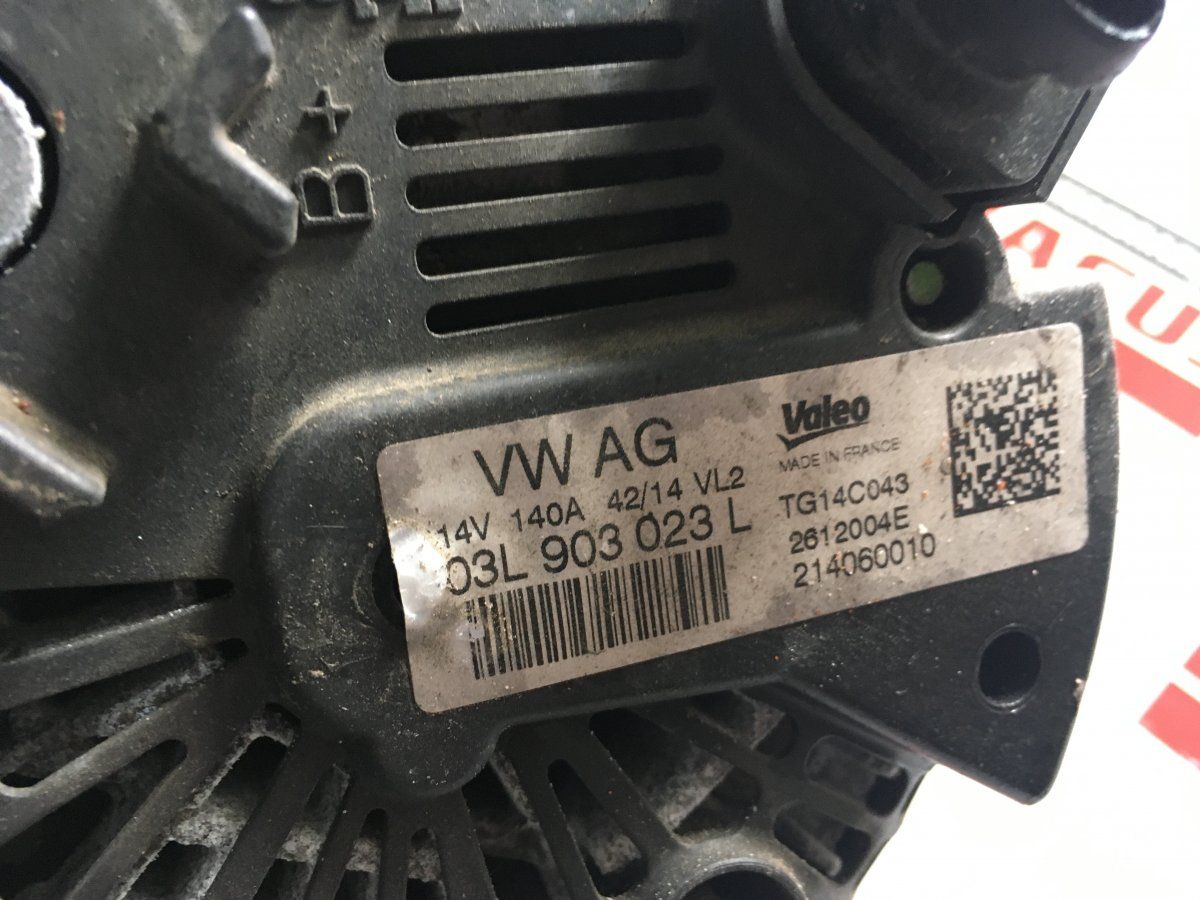 B+
VW AG
14V 140A 42/14 VL2
03L 903 023 L
Valeo
MADE IN FRANCE
TG14C043
2612004E
214060010